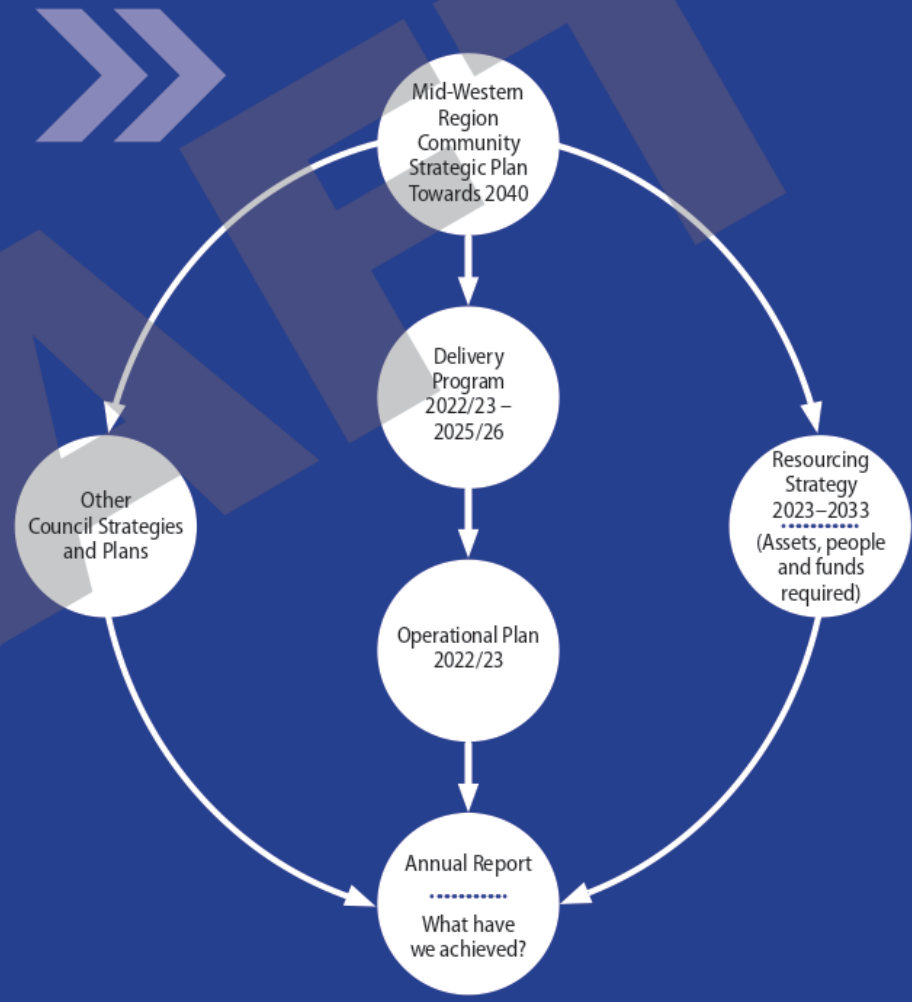 Mid-Western
Region
Community
Strategic Plan
Towards 2040
Delivery
Program
2022/23 –
2025/26
Other
Council Strategies
and Plans
Resourcing
Strategy
2023–2033
(Assets, people
and funds
required)
Operational Plan
2022/23
Annual Report
What have
we achieved?